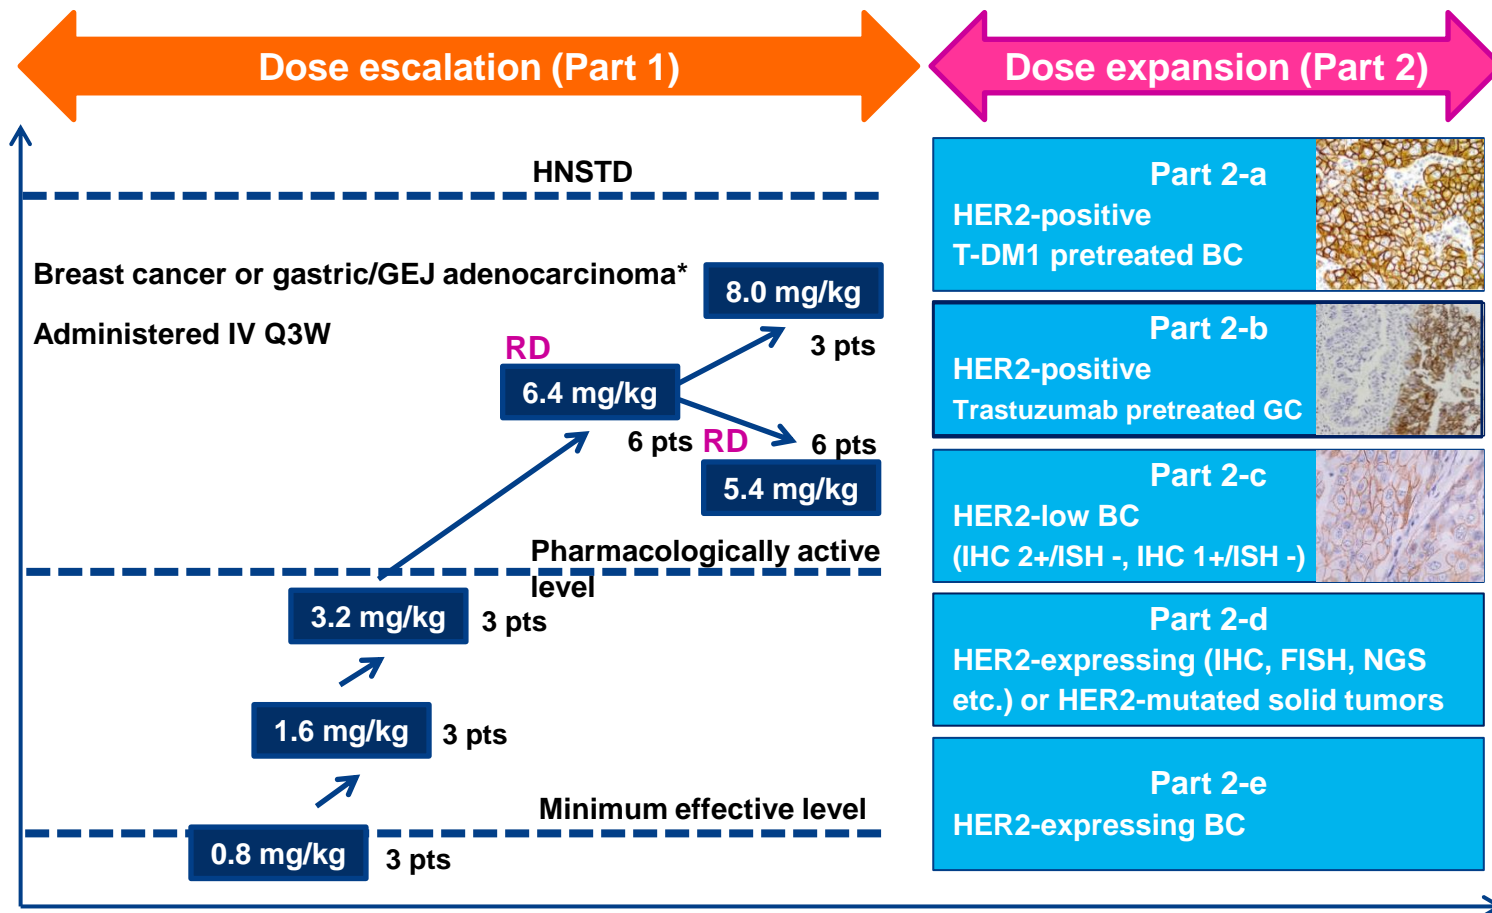 Dose escalation (Part 1)
Dose expansion (Part 2)
HNSTD
Breast cancer or gastric/GEJ adenocarcinoma*
Administered IV Q3W
8.0 mg/kg
3 pts
RD
6.4 mg/kg
6 pts
RD
6 pts
5.4 mg/kg
Pharmacologically active
level
3.2 mg/kg
3 pts
1.6 mg/kg
3 pts
Minimum effective level
0.8 mg/kg
3 pts
Part 2-a
HER2-positive
T-DM1 pretreated BC
Part 2-b
HER2-positive
Trastuzumab pretreated GC
Part 2-c
HER2-low BC
(IHC 2+/ISH -, IHC 1+/ISH -)
Part 2-d
HER2-expressing (IHC, FISH, NGS
etc.) or HER2-mutated solid tumors
Part 2-e
HER2-expressing BC